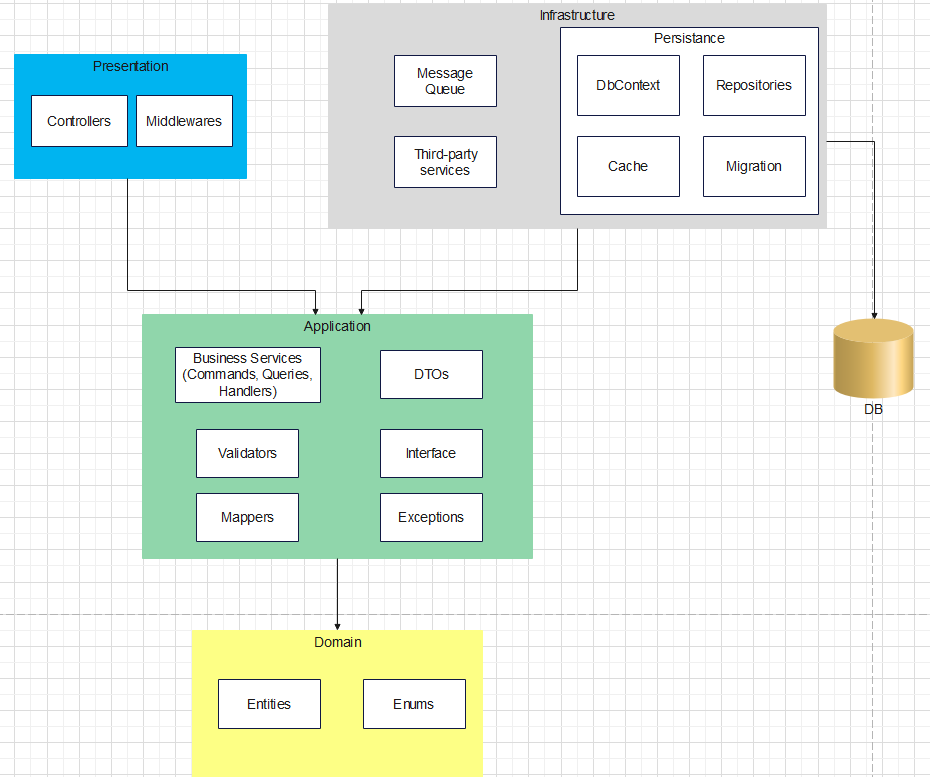 Infrastructure
Persistance
Presentation
Message
Queue
DbContext
Repositories
Controllers
Middlewares
Third-party
services
Cache
Migration
Application
Business Services
(Commands, Queries,
Handlers)
DTOs
DB
Validators
Interface
Mappers
Exceptions
Domain
Entities
Enums